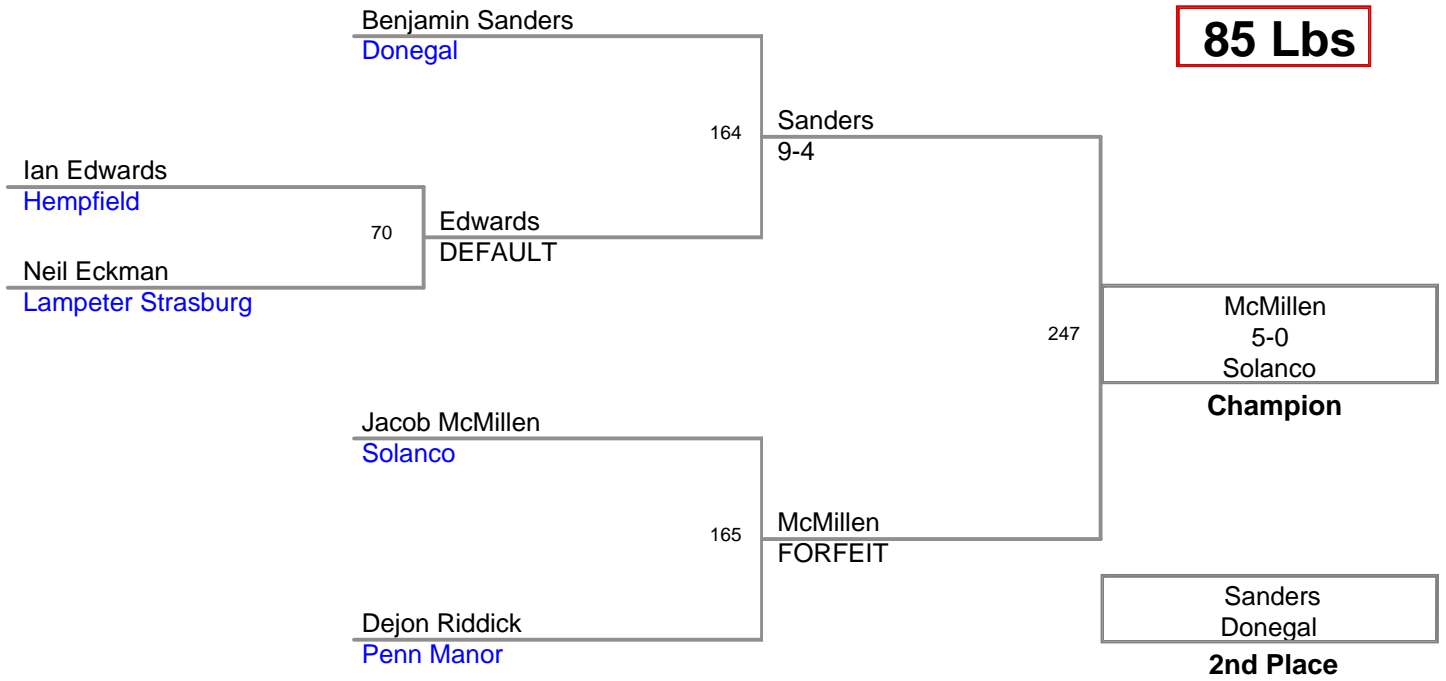 Benjamin Sanders
Donegal
85 Lbs
164
Sanders
9-4
Ian Edwards
Hempfield
70
Edwards
DEFAULT
Neil Eckman
Lampeter Strasburg
247
McMillen
5-0
Solanco
Champion
Jacob McMillen
Solanco
165
McMillen
FORFEIT
Dejon Riddick
Penn Manor
Sanders
Donegal
2nd Place